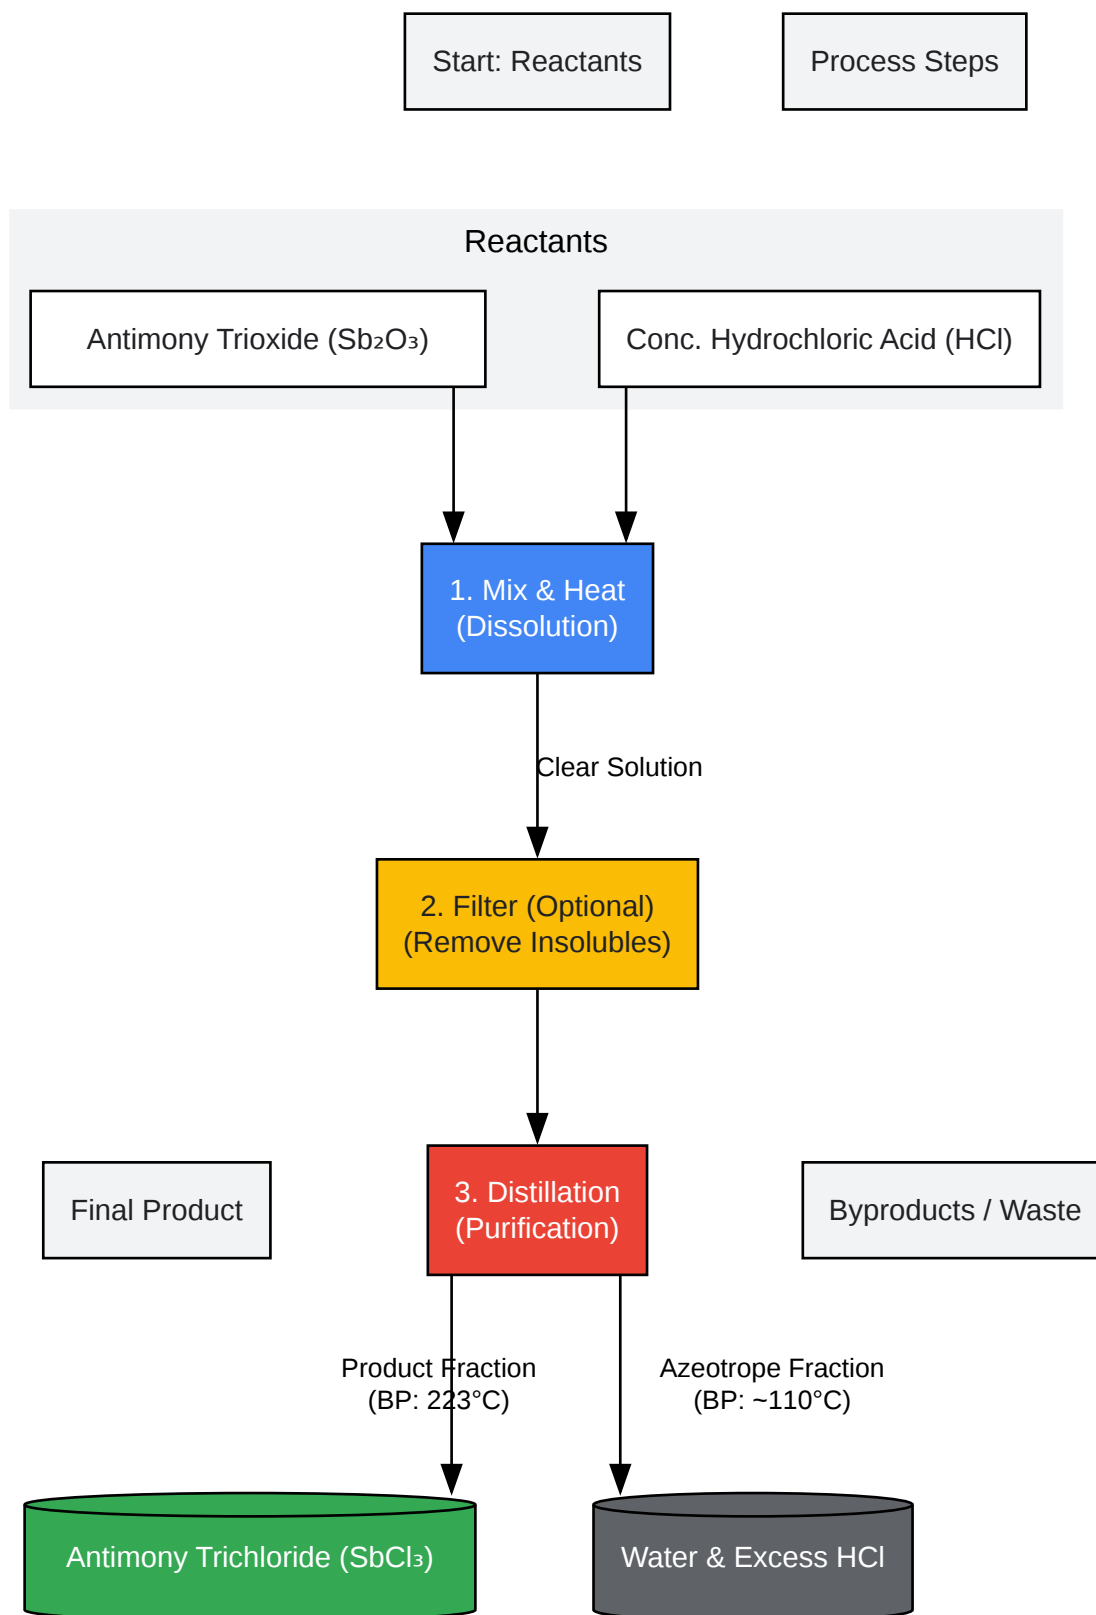 Start: Reactants
Process Steps
Reactants
Antimony Trioxide (Sb₂O₃)
Conc. Hydrochloric Acid (HCl)
1. Mix & Heat
(Dissolution)
Clear Solution
2. Filter (Optional)
(Remove Insolubles)
Final Product
3. Distillation
(Purification)
Byproducts / Waste
Product Fraction
(BP: 223°C)
Azeotrope Fraction
(BP: ~110°C)
Antimony Trichloride (SbCl₃)
Water & Excess HCl